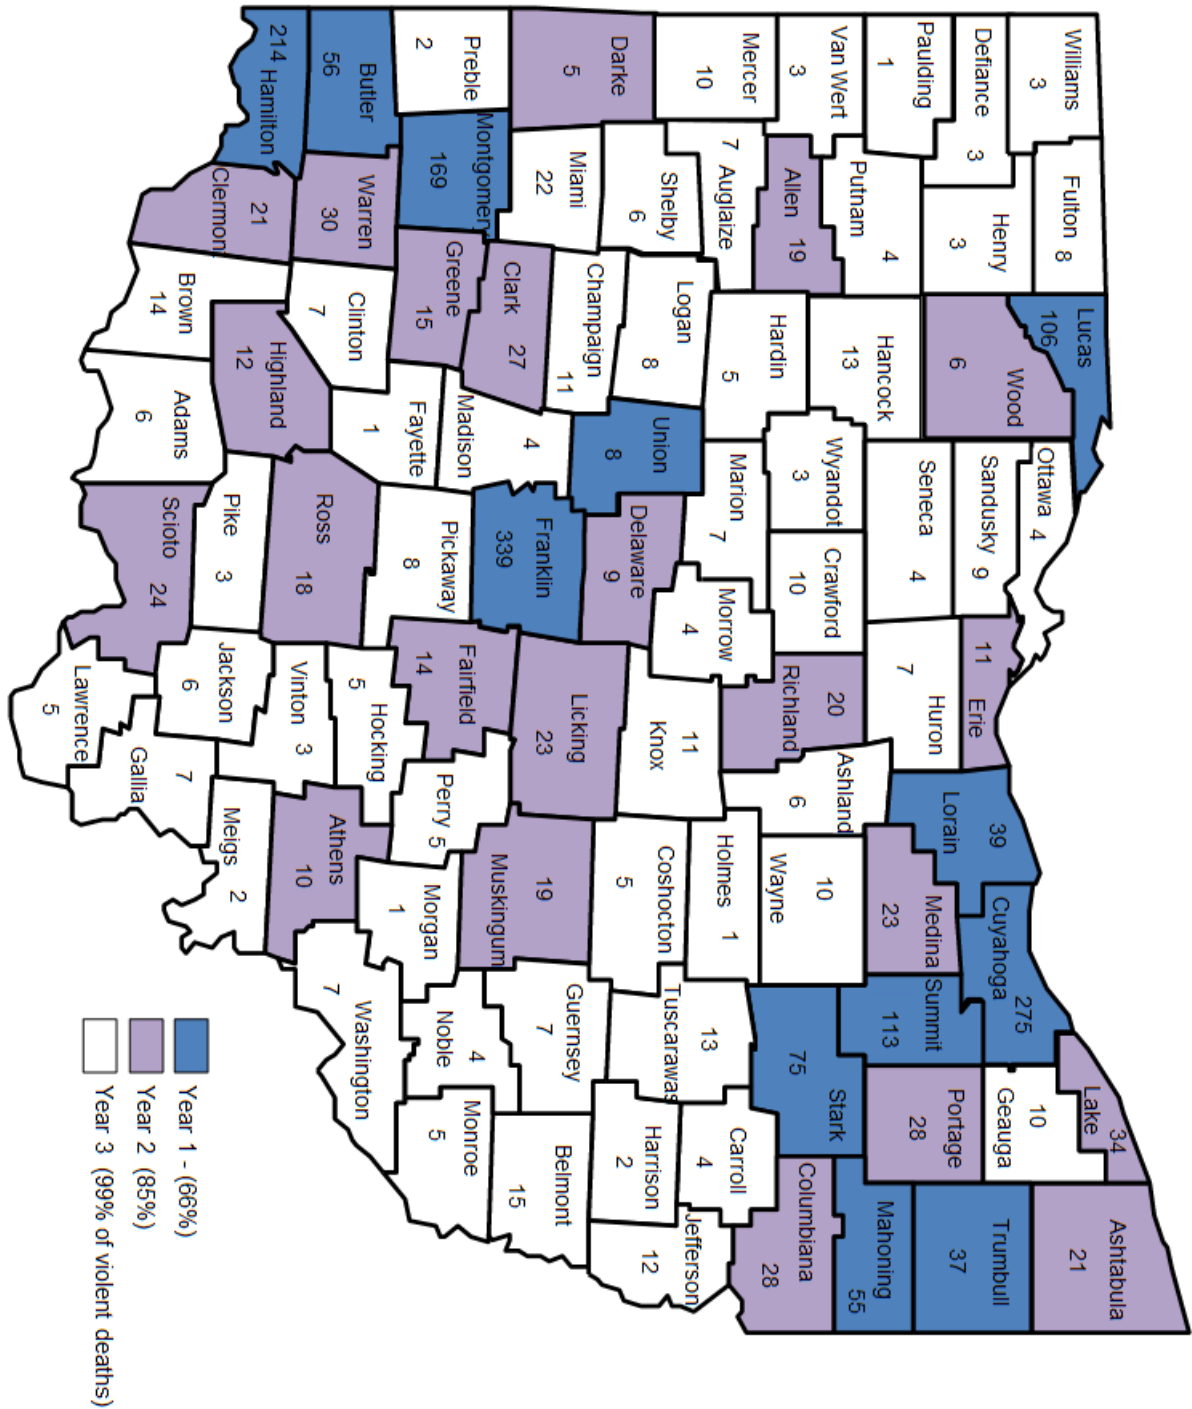 Williams
3
Fulton 8
Lucas
106
Defiance
3
Henry
3
Wood
6
Ottawa 4
Sandusky 9
Erie
11
Paulding
1
Putnam
4
Hancock
13
Seneca
4
Huron
7
Lorain
39
Cuyahoga
275
Lake
34
Geauga
10
Ashtabula
21
Trumbull
37
Van Wert
3
Allen
19
Wyandot
3
Crawford
10
Richland
20
Ashland
6
Medina
23
Summit
113
Portage
28
Mahoning
55
Mercer
10
Auglaize
7
Hardin
5
Marion
7
Morrow
4
Wayne
10
Stark
75
Columbiana
28
Darke
5
Shelby
6
Logan
8
Union
8
Delaware
9
Knox
11
Holmes 1
Coshocton
5
Tuscarawas
13
Carroll
4
Harrison
2
Jefferson
12
Miami
22
Champaign
11
Clark
27
Madison
4
Franklin
339
Licking
23
Muskingum
19
Guernsey
7
Belmont
15
Preble
2
Montgomery
169
Greene
15
Fayette
1
Pickaway
8
Fairfield
14
Perry 5
Morgan
1
Noble
4
Monroe
5
Butler
56
Warren
30
Clinton
7
Ross
18
Hocking
5
Athens
10
Washington
7
214 Hamilton
Clermon
21
Brown
14
Highland
12
Pike
3
Vinton 3
Meigs 2
Adams
6
Scioto
24
Jackson
6
Gallia
7
Lawrence
5
Year 1 - (66%)
Year 2 (85%)
Year 3 (99% of violent deaths)